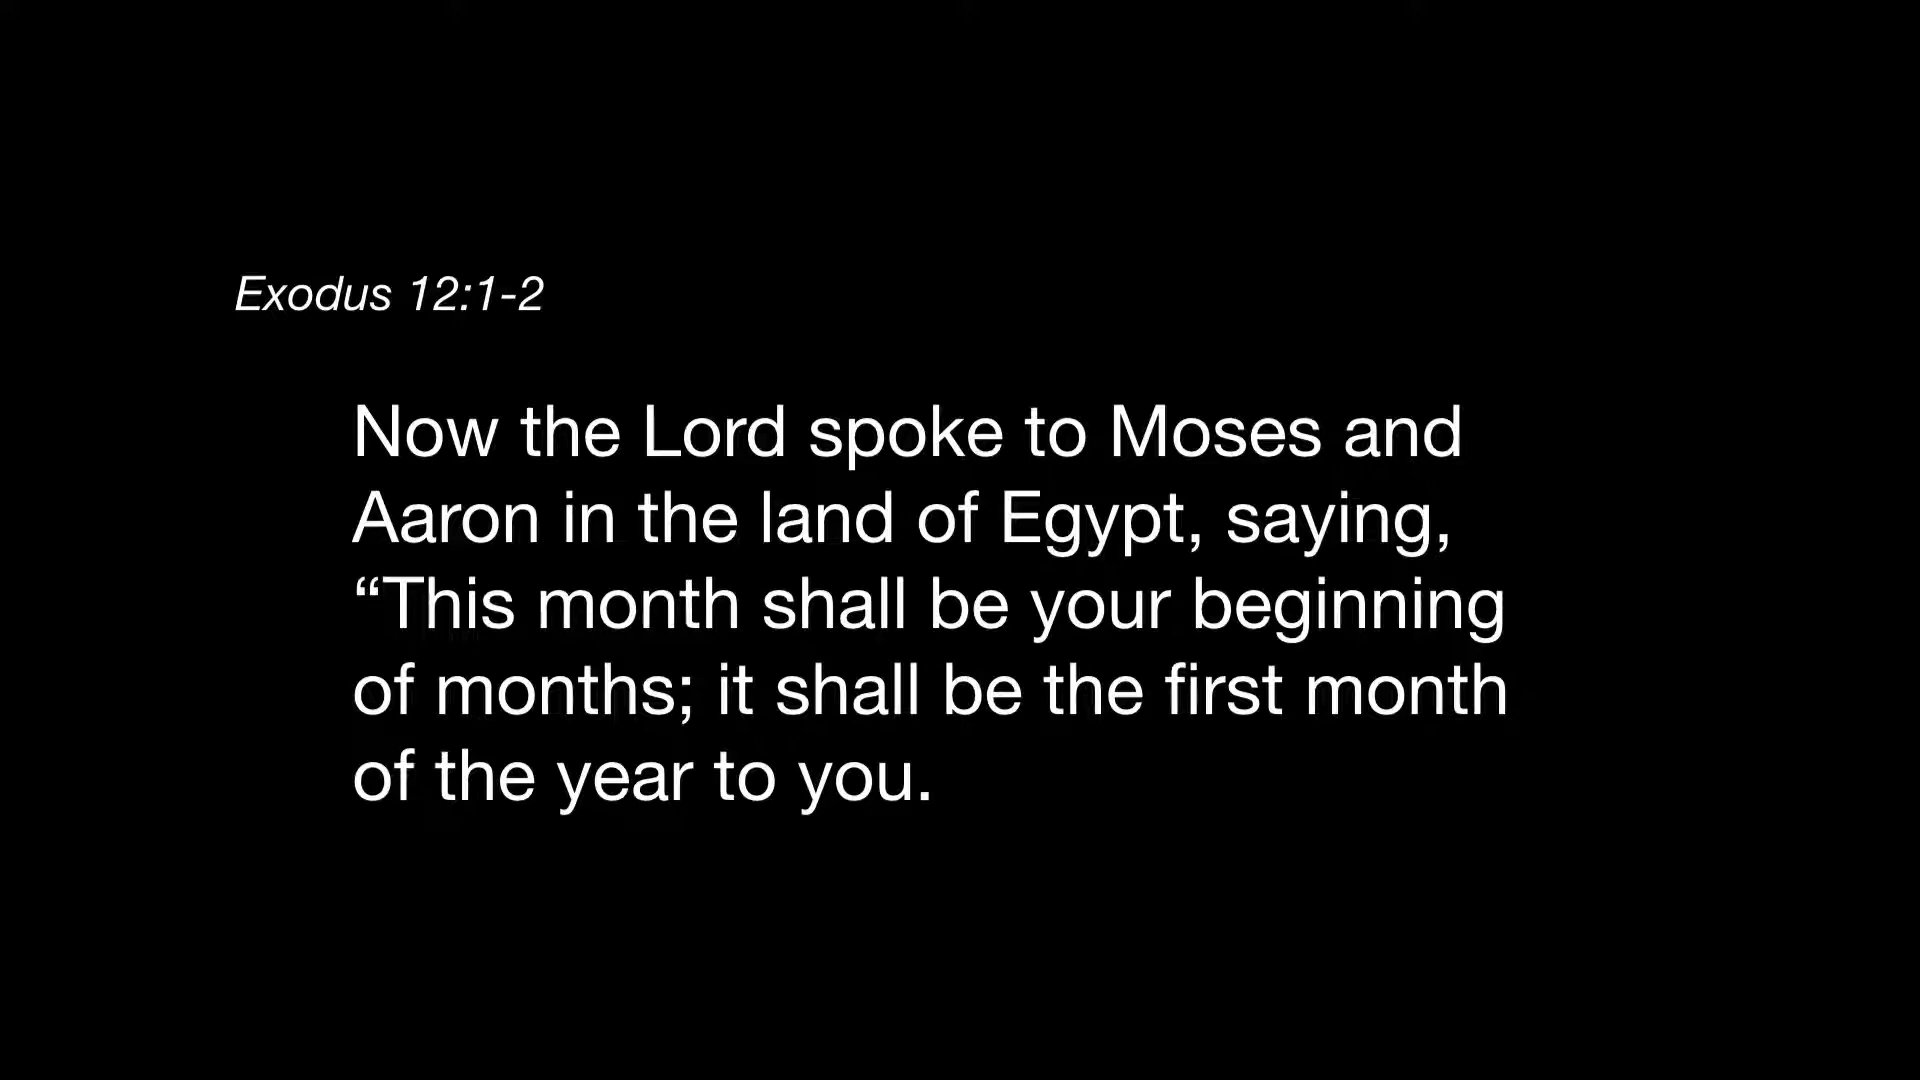 Exodus 12:1-2
Now the Lord spoke to Moses and
Aaron in the land of Egypt, saying,
“This month shall be your beginning
of months; it shall be the first month
of the year to you.